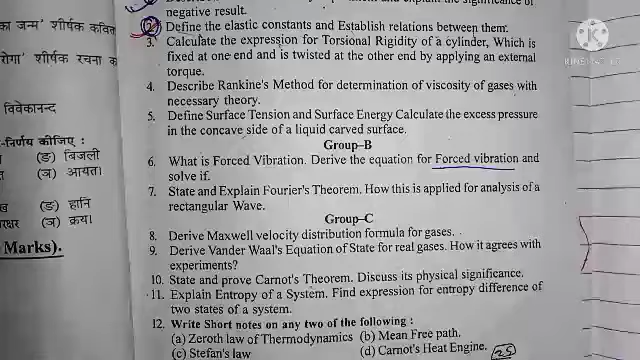 negative result.
का जन्म' शीर्षक कवित
2. Define the elastic constants and Establish relations between them.
3. Calculate the expression for Torsional Rigidity of a cylinder, Which is
fixed at one end and is twisted at the other end by applying an external
torque.
रोगा' शीर्षक रचना क
4. Describe Rankine's Method for determination of viscosity of gases with
necessary theory.
विवेकानन्द
5. Define Surface Tension and Surface Energy Calculate the excess pressure
in the concave side of a liquid carved surface.
-निर्णय कीजिए :
(ङ) बिजली
(ञ) आयत।
(ङ) हानि
(ञ) क्रय।
Marks).
Group-B
6. What is Forced Vibration. Derive the equation for Forced vibration and
solve if.
7. State and Explain Fourier's Theorem. How this is applied for analysis of a
rectangular Wave.
Group-C
8. Derive Maxwell velocity distribution formula for gases.
9. Derive Vander Waal's Equation of State for real gases. How it agrees with
experiments?
10. State and prove Carnot's Theorem. Discuss its physical significance.
11. Explain Entropy of a System. Find expression for entropy difference of
two states of a system.
12. Write Short notes on any two of the following :
(a) Zeroth law of Thermodynamics (b) Mean Free path.
(c) Stefan's law (d) Carnot's Heat Engine.
25